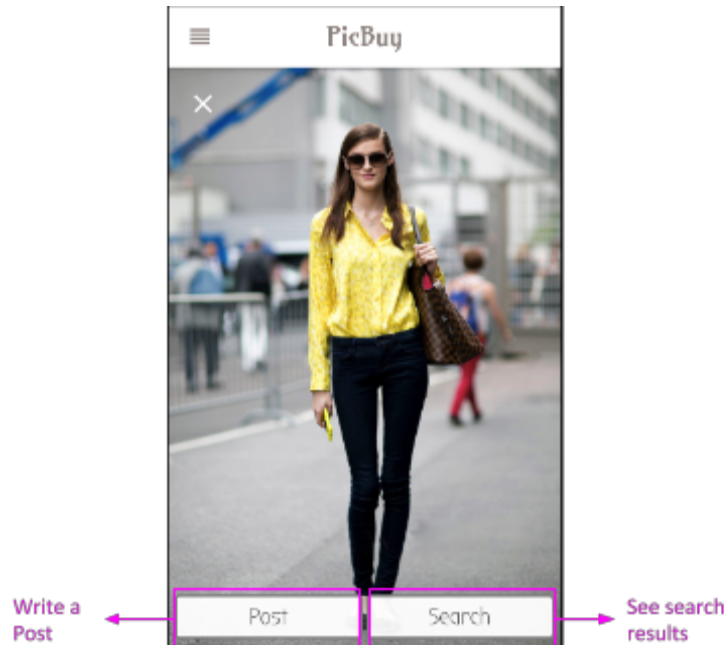 PicBuy
Post
Search
Write a
Post
See search
results